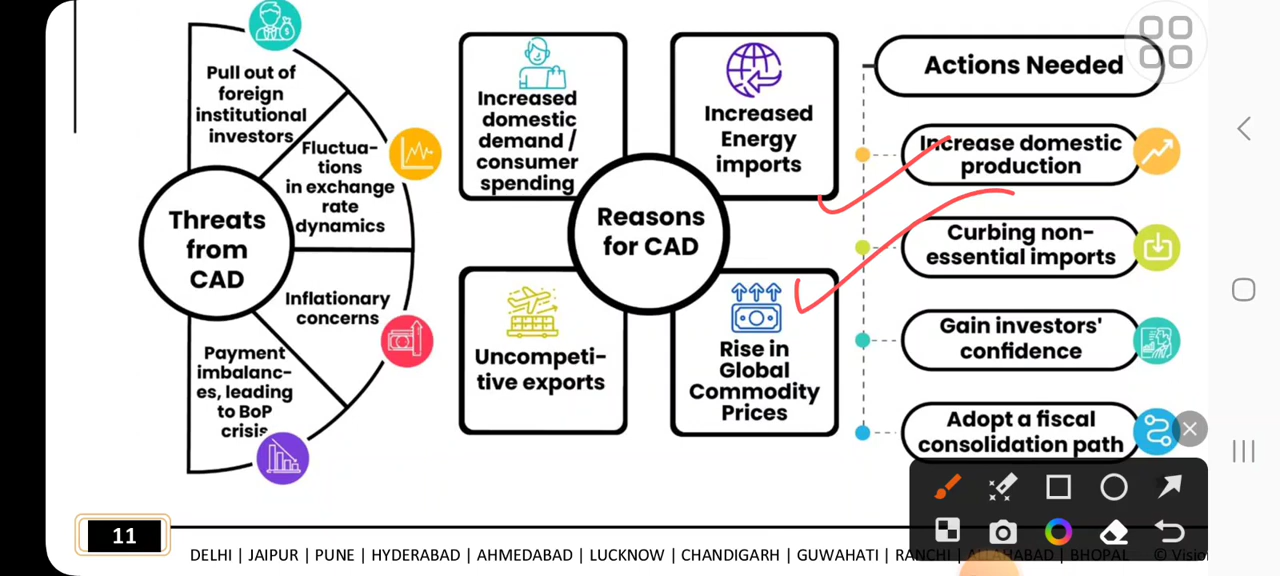 Threats
from
CAD
Pull out of
foreign
institutional
investors
Fluctua-
tions
in exchange
rate
dynamics
Inflationary
concerns
Payment
imbalanc-
es, leading
to BoP
crisis
Reasons
for CAD
Increased
domestic
demand /
consumer
spending
Increased
Energy
imports
Uncompeti-
tive exports
Rise in
Global
Commodity
Prices
Actions Needed
Increase domestic
production
Curbing non-
essential imports
Gain investors'
confidence
Adopt a fiscal
consolidation path
11
DELHI | JAIPUR | PUNE | HYDERABAD | AHMEDABAD | LUCKNOW | CHANDIGARH | GUWAHATI | RANCHI | ALLAHABAD | BHOPAL © Visio